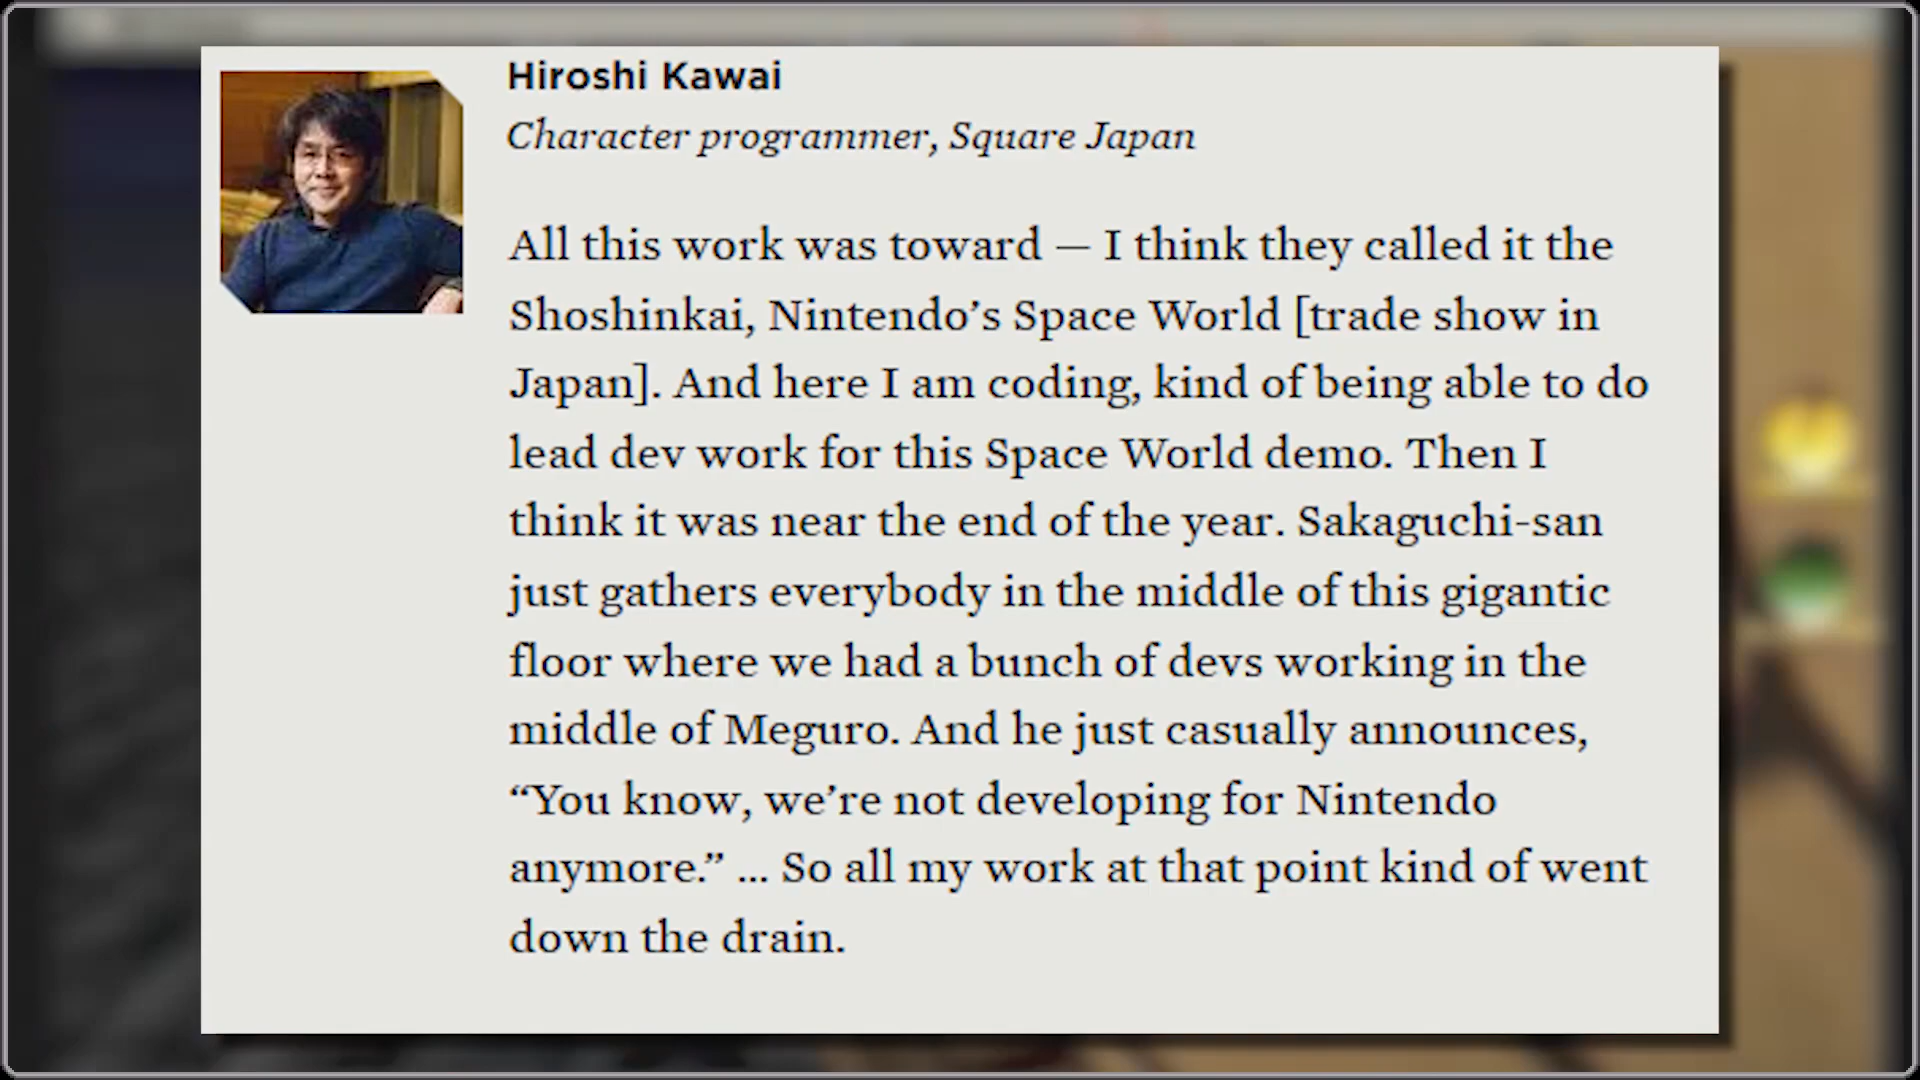 Hiroshi Kawai
Character programmer, Square Japan
All this work was toward — I think they called it the
Shoshinkai, Nintendo’s Space World [trade show in
Japan]. And here I am coding, kind of being able to do
lead dev work for this Space World demo. Then I
think it was near the end of the year. Sakaguchi-san
just gathers everybody in the middle of this gigantic
floor where we had a bunch of devs working in the
middle of Meguro. And he just casually announces,
“You know, we’re not developing for Nintendo
anymore.” ... So all my work at that point kind of went
down the drain.